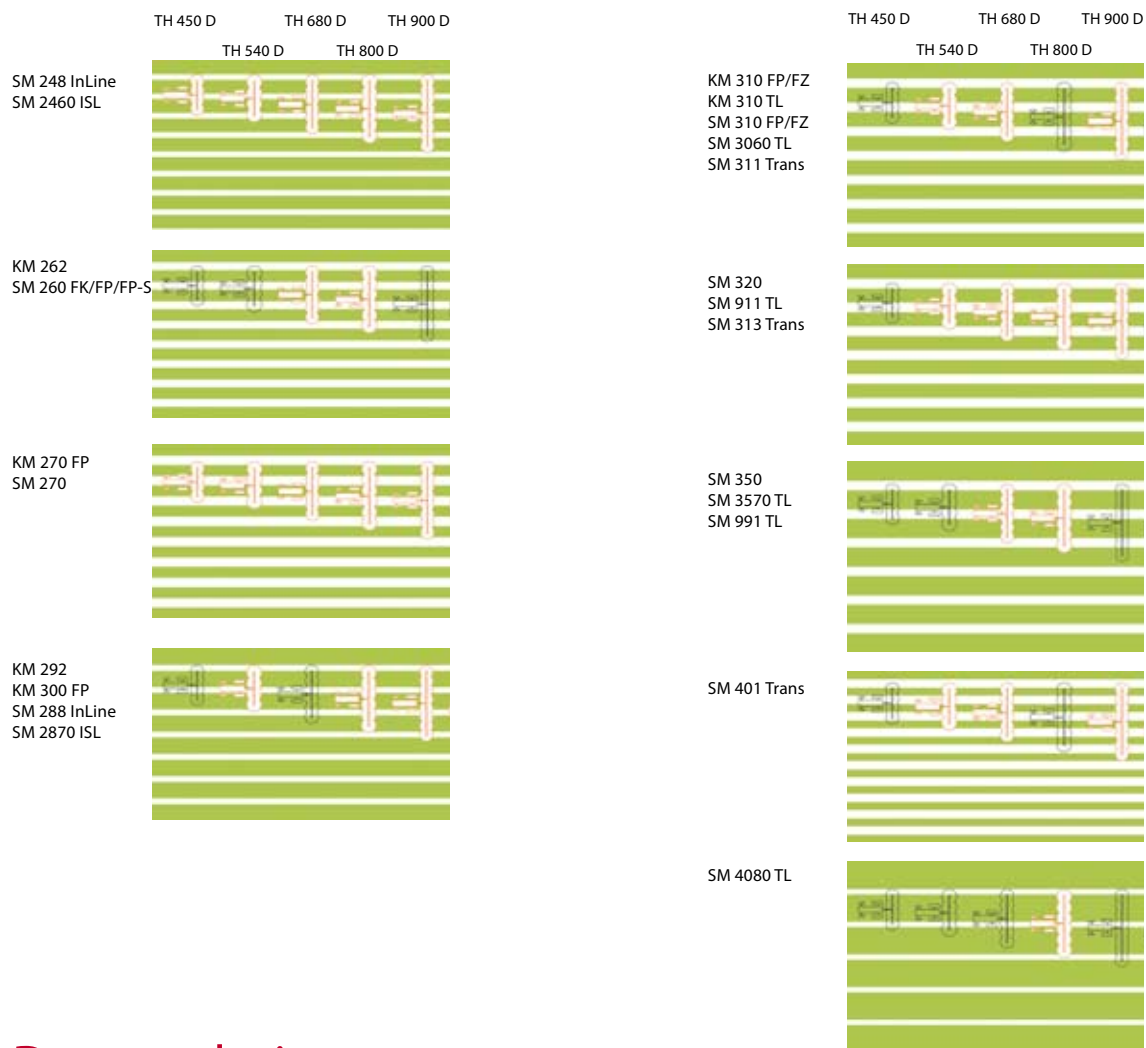 TH 450 D TH 680 D TH 900 D
TH 540 D TH 800 D
SM 248 InLine
SM 2460 ISL
KM 262
SM 260 FK/FP/FP-S
KM 270 FP
SM 270
KM 292
KM 300 FP
SM 288 InLine
SM 2870 ISL
TH 450 D TH 680 D TH 900 D
TH 540 D TH 800 D
KM 310 FP/FZ
KM 310 TL
SM 310 FP/FZ
SM 3060 TL
SM 311 Trans
SM 320
SM 911 TL
SM 313 Trans
SM 350
SM 3570 TL
SM 991 TL
SM 401 Trans
SM 4080 TL